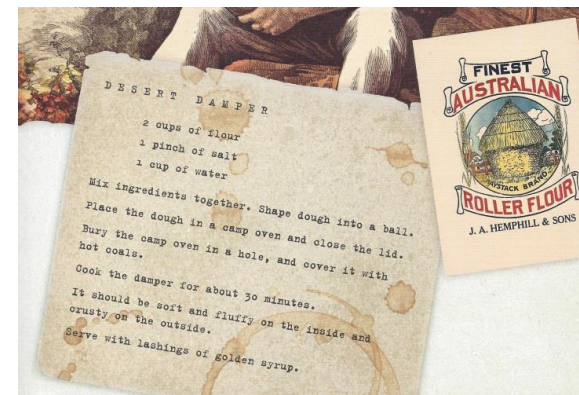 DESERT DAMPER
2 cups of flour
1 pinch of salt
1 cup of water
Mix ingredients together. Shape dough into a ball.
Place the dough in a camp oven and close the lid.
Bury the camp oven in a hole, and cover it with
hot coals.
Cook the damper for about 30 minutes.
It should be soft and fluffy on the inside and
crusty on the outside.
Serve with lashings of golden syrup.
FINEST
AUSTRALIAN
HAYSTACK BRAND
ROLLER FLOUR
J. A. HEMPHILL & SONS